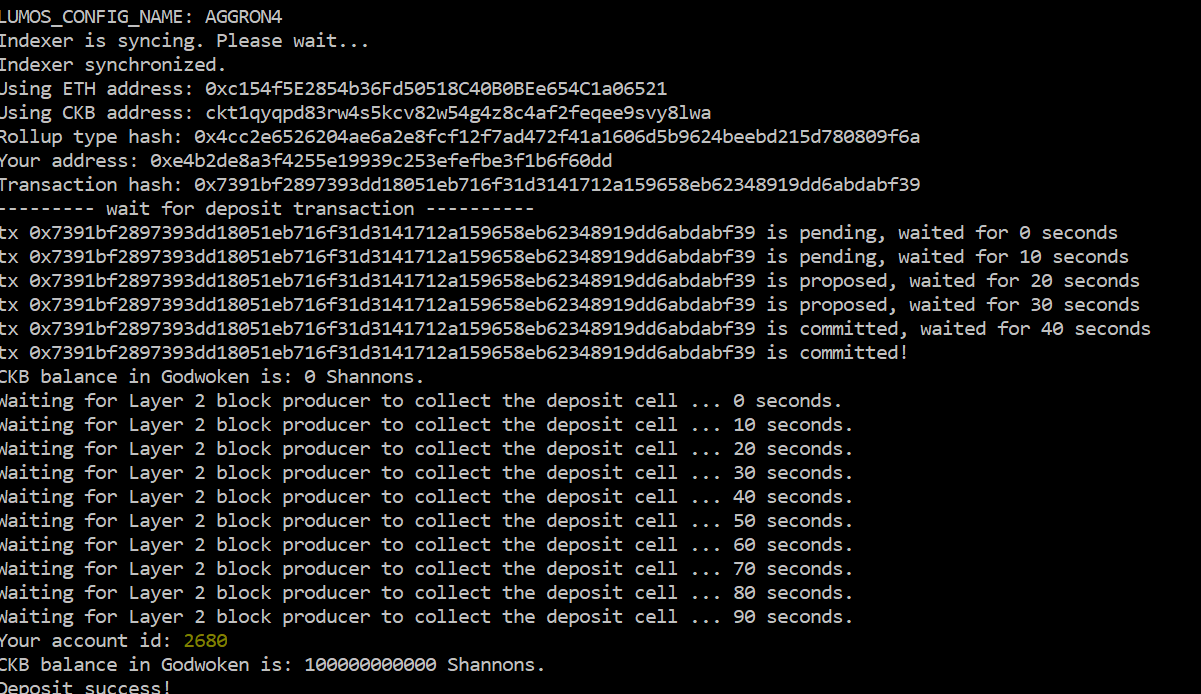 LUMOS_CONFIG_NAME: AGGRON4
Indexer is syncing. Please wait...
Indexer synchronized.
Using ETH address: 0xc154f5E2854b36Fd50518C40B0BEe654C1a06521
Using CKB address: ckt1qyqpd83rw4s5kcv82w54g4z8c4af2feqee9svy8lwa
Rollup type hash: 0x4cc2e6526204ae6a2e8fcf12f7ad472f41a1606d5b9624beebd215d780809f6a
Your address: 0xe4b2de8a3f4255e19939c253efefbe3f1b6f60dd
Transaction hash: 0x7391bf2897393dd18051eb716f31d3141712a159658eb62348919dd6abdabf39
--------- wait for deposit transaction ----------
tx 0x7391bf2897393dd18051eb716f31d3141712a159658eb62348919dd6abdabf39 is pending, waited for 0 seconds
tx 0x7391bf2897393dd18051eb716f31d3141712a159658eb62348919dd6abdabf39 is pending, waited for 10 seconds
tx 0x7391bf2897393dd18051eb716f31d3141712a159658eb62348919dd6abdabf39 is proposed, waited for 20 seconds
tx 0x7391bf2897393dd18051eb716f31d3141712a159658eb62348919dd6abdabf39 is proposed, waited for 30 seconds
tx 0x7391bf2897393dd18051eb716f31d3141712a159658eb62348919dd6abdabf39 is committed, waited for 40 seconds
tx 0x7391bf2897393dd18051eb716f31d3141712a159658eb62348919dd6abdabf39 is committed!
CKB balance in Godwoken is: 0 Shannons.
Waiting for Layer 2 block producer to collect the deposit cell ... 0 seconds.
Waiting for Layer 2 block producer to collect the deposit cell ... 10 seconds.
Waiting for Layer 2 block producer to collect the deposit cell ... 20 seconds.
Waiting for Layer 2 block producer to collect the deposit cell ... 30 seconds.
Waiting for Layer 2 block producer to collect the deposit cell ... 40 seconds.
Waiting for Layer 2 block producer to collect the deposit cell ... 50 seconds.
Waiting for Layer 2 block producer to collect the deposit cell ... 60 seconds.
Waiting for Layer 2 block producer to collect the deposit cell ... 70 seconds.
Waiting for Layer 2 block producer to collect the deposit cell ... 80 seconds.
Waiting for Layer 2 block producer to collect the deposit cell ... 90 seconds.
Your account id: 2680
CKB balance in Godwoken is: 100000000000 Shannons.
Deposit success!